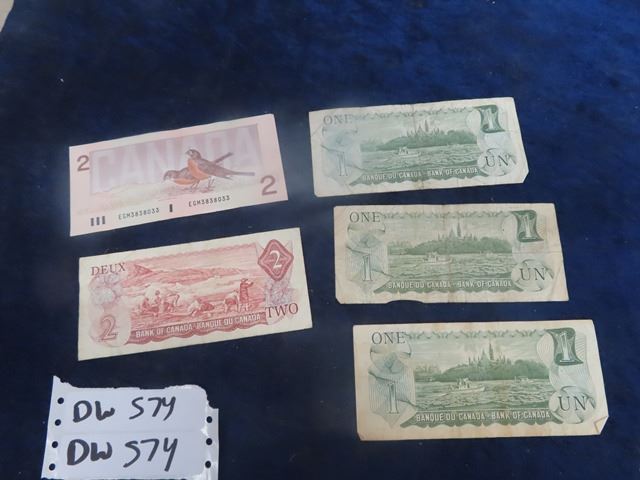 2
CANADA
2
EGM3838033 EGM3838033
DEUX
2
2
TWO
BANK OF CANADA-BANQUE DU CANADA
ONE
1
1
UN
BANQUE DU CANADA-BANK OF CANADA
ONE
1
1
UN
BANQUE DU CANADA-BANK OF CANADA
ONE
1
1
UN
BANQUE DU CANADA-BANK OF CANADA
DW 574
DW 574